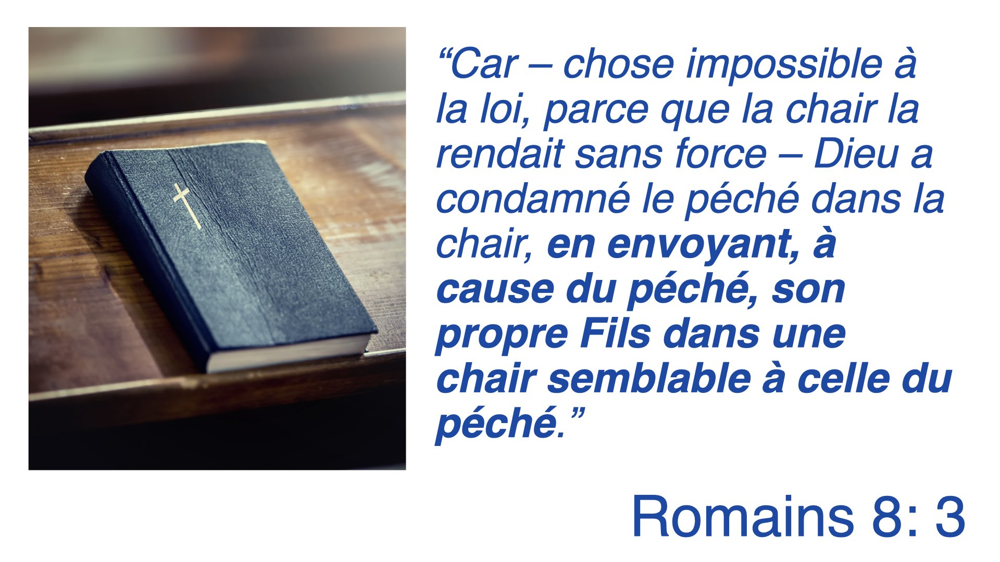 “Car – chose impossible à
la loi, parce que la chair la
rendait sans force – Dieu a
condamné le péché dans la
chair, en envoyant, à
cause du péché, son
propre Fils dans une
chair semblable à celle du
péché.”
Romains 8: 3